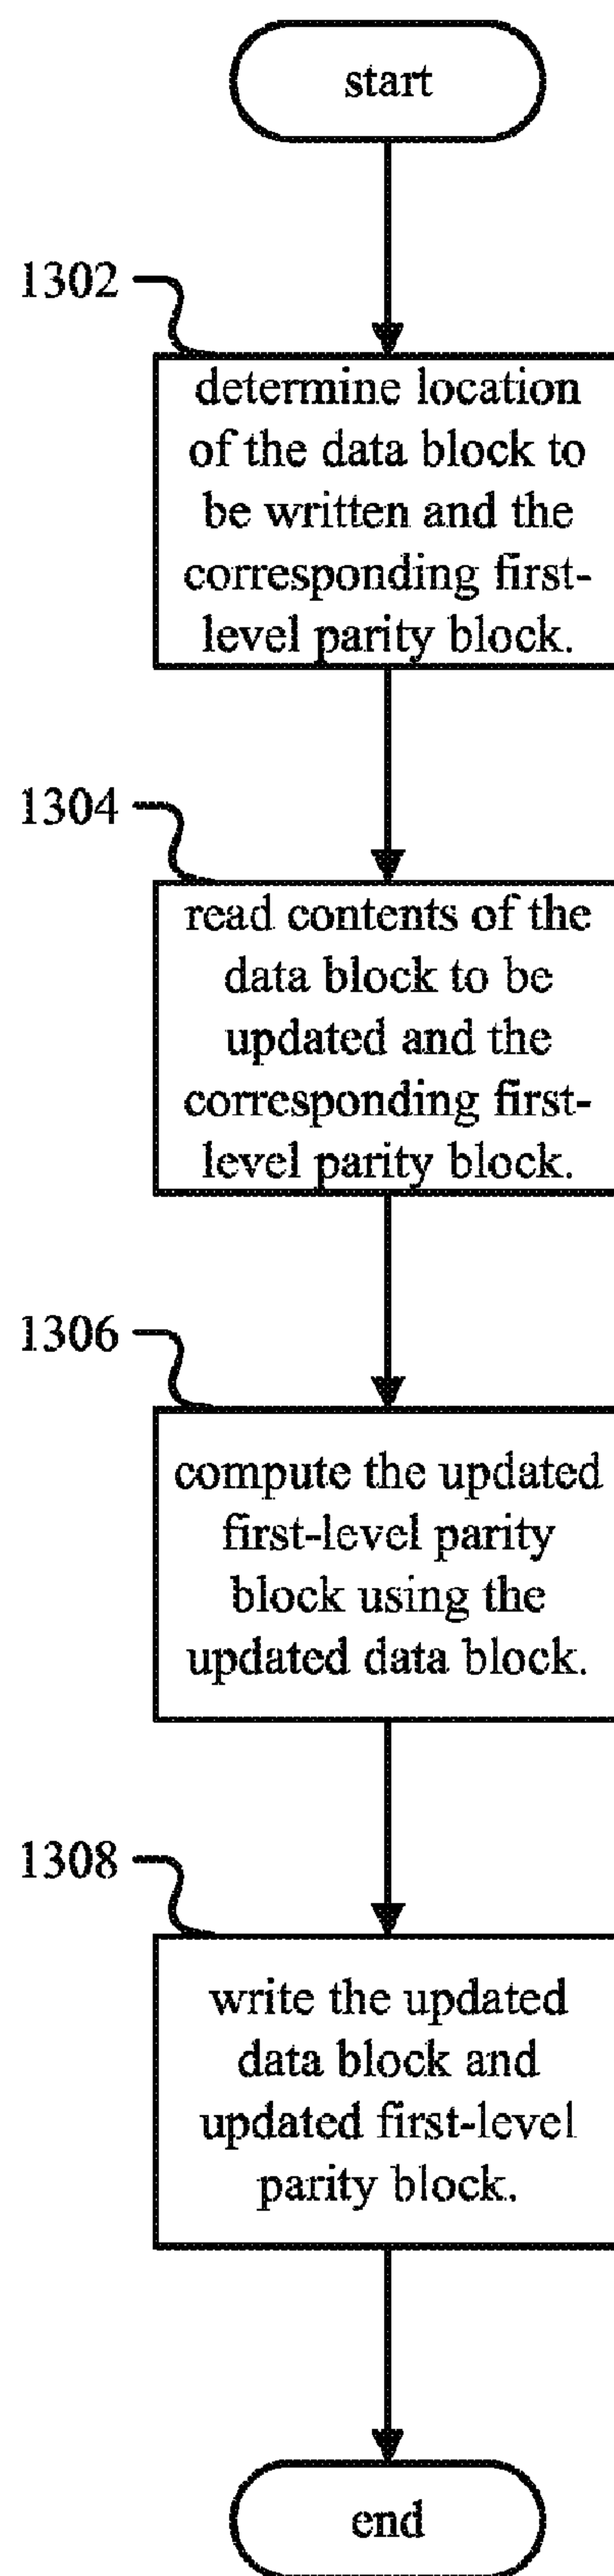 start
1302
determine location
of the data block to
be written and the
corresponding first-
level parity block.
1304
read contents of the
data block to be
updated and the
corresponding first-
level parity block.
1306
compute the updated
first-level parity
block using the
updated data block.
1308
write the updated
data block and
updated first-level
parity block.
end